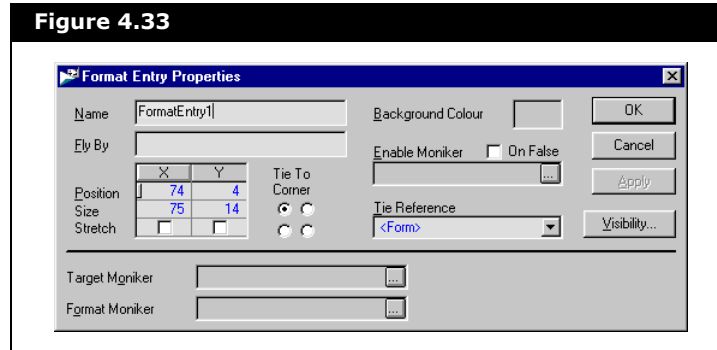 Figure 4.33
Format Entry Properties
Name FormatEntry1 Background Colour OK
Fly By Enable Moniker On False Cancel
X Y Tie To Corner ... Apply
Position 74 4
Size 75 14 Tie Reference
Stretch <Form> Visibility...
Target Moniker ...
Format Moniker ...